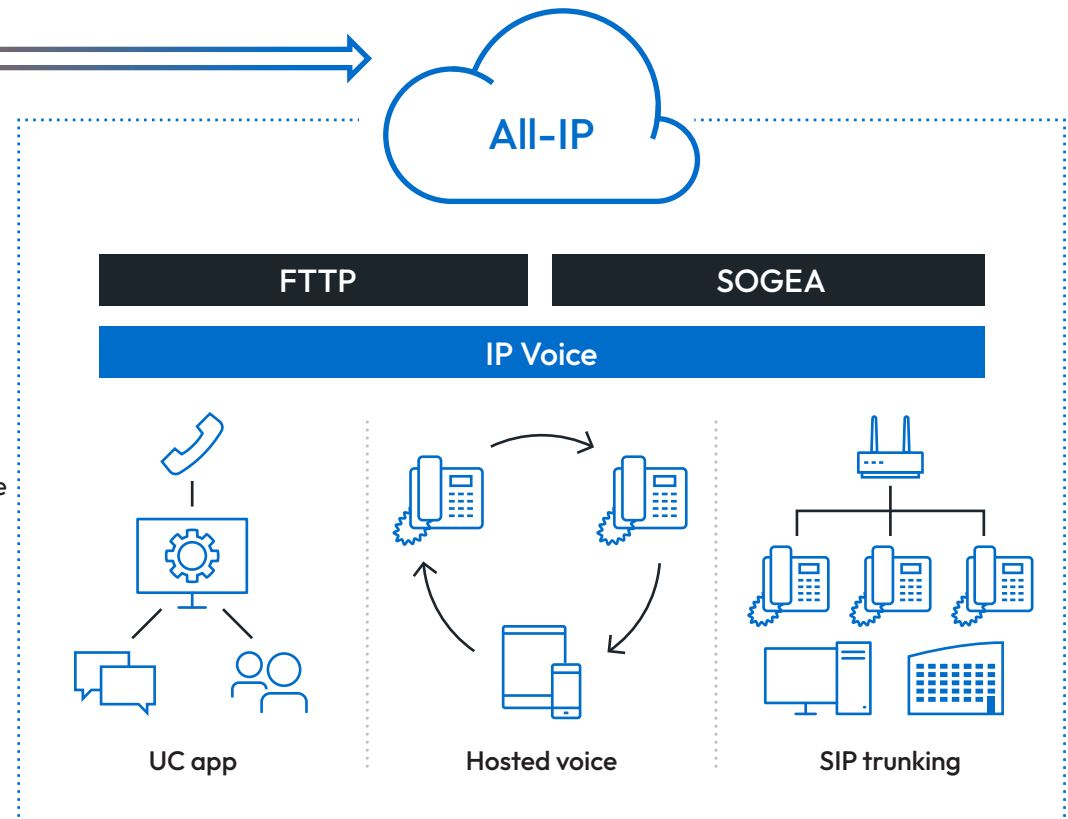 All-IP
FTTP
SOGEA
IP Voice
UC app
Hosted voice
SIP trunking